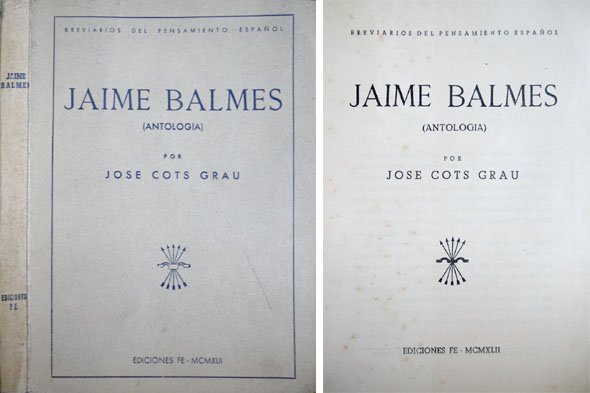 JAIME
BALMES
EDICIONES
FE
BREVIARIOS DEL PENSAMIENTO ESPAÑOL
JAIME BALMES
(ANTOLOGIA)
POR
JOSE COTS GRAU
EDICIONES FE - MCMXLII
BREVIARIOS DEL PENSAMIENTO ESPAÑOL
JAIME BALMES
(ANTOLOGIA)
POR
JOSE COTS GRAU
EDICIONES FE - MCMXLII